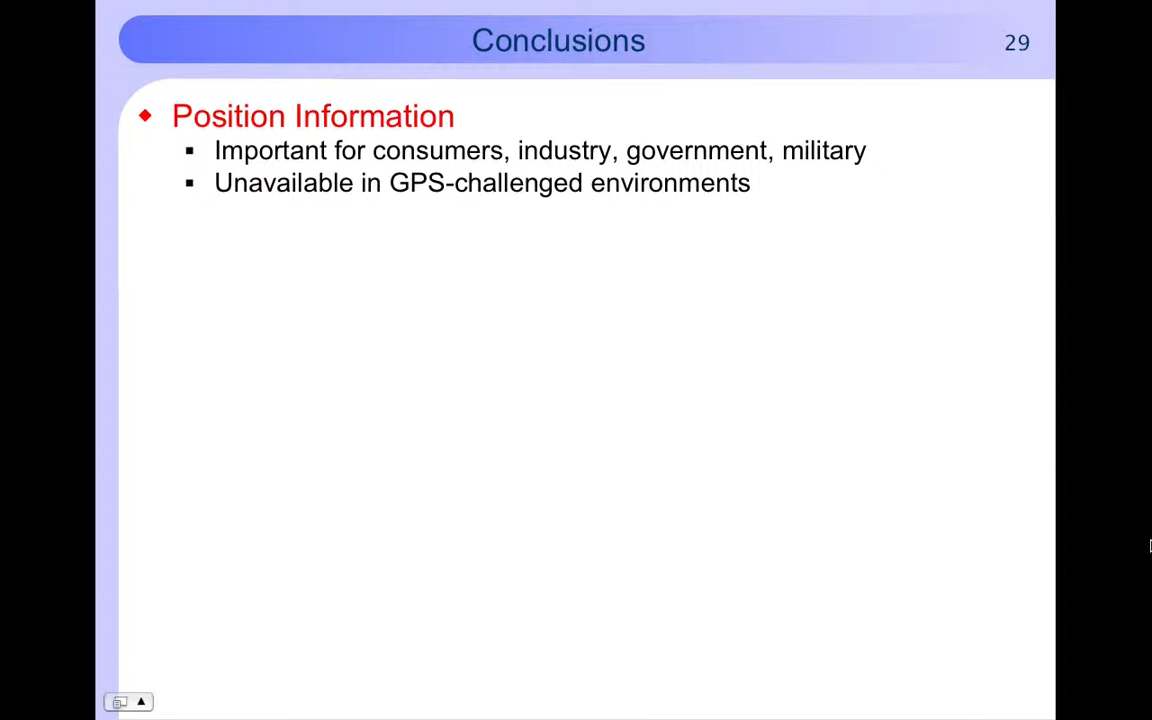 Conclusions
29
Position Information
Important for consumers, industry, government, military
Unavailable in GPS-challenged environments